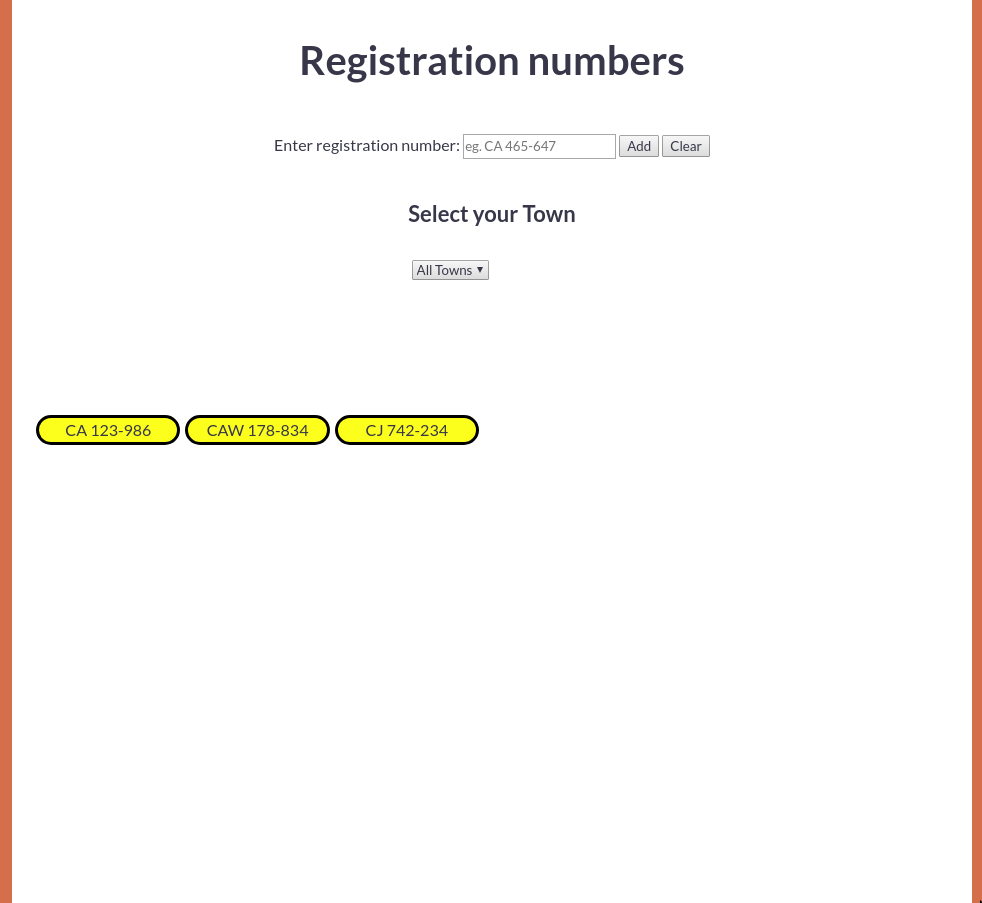 Registration numbers
Enter registration number: eg. CA 465-647 Add Clear
Select your Town
All Towns
CA 123-986 CAW 178-834 CJ 742-234